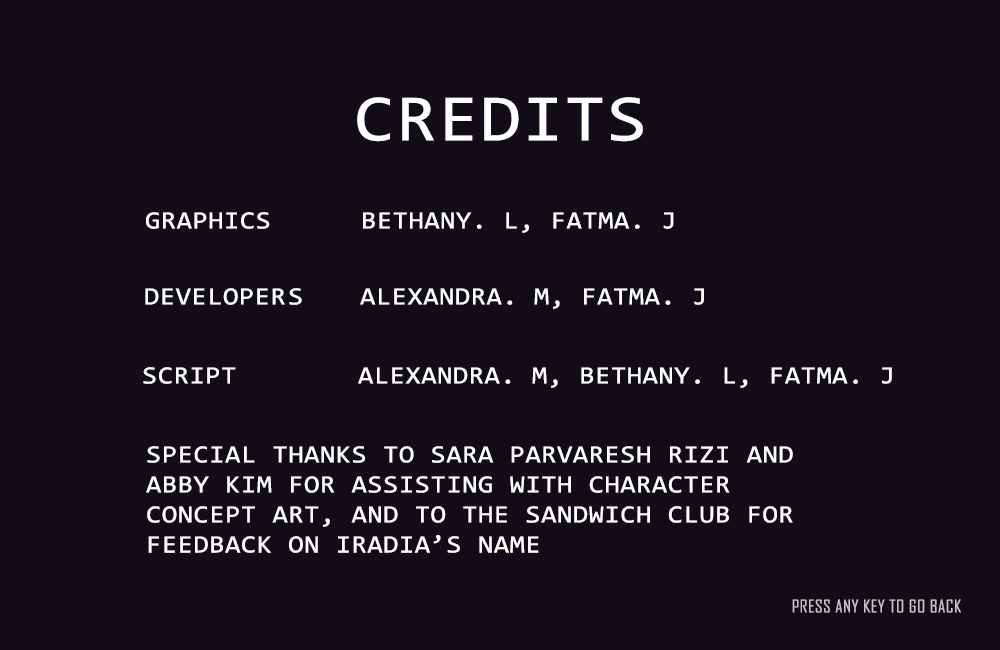 CREDITS
GRAPHICS BETHANY. L, FATMA. J
DEVELOPERS ALEXANDRA. M, FATMA. J
SCRIPT ALEXANDRA. M, BETHANY. L, FATMA. J
SPECIAL THANKS TO SARA PARVARESH RIZI AND
ABBY KIM FOR ASSISTING WITH CHARACTER
CONCEPT ART, AND TO THE SANDWICH CLUB FOR
FEEDBACK ON IRADIA’S NAME
PRESS ANY KEY TO GO BACK